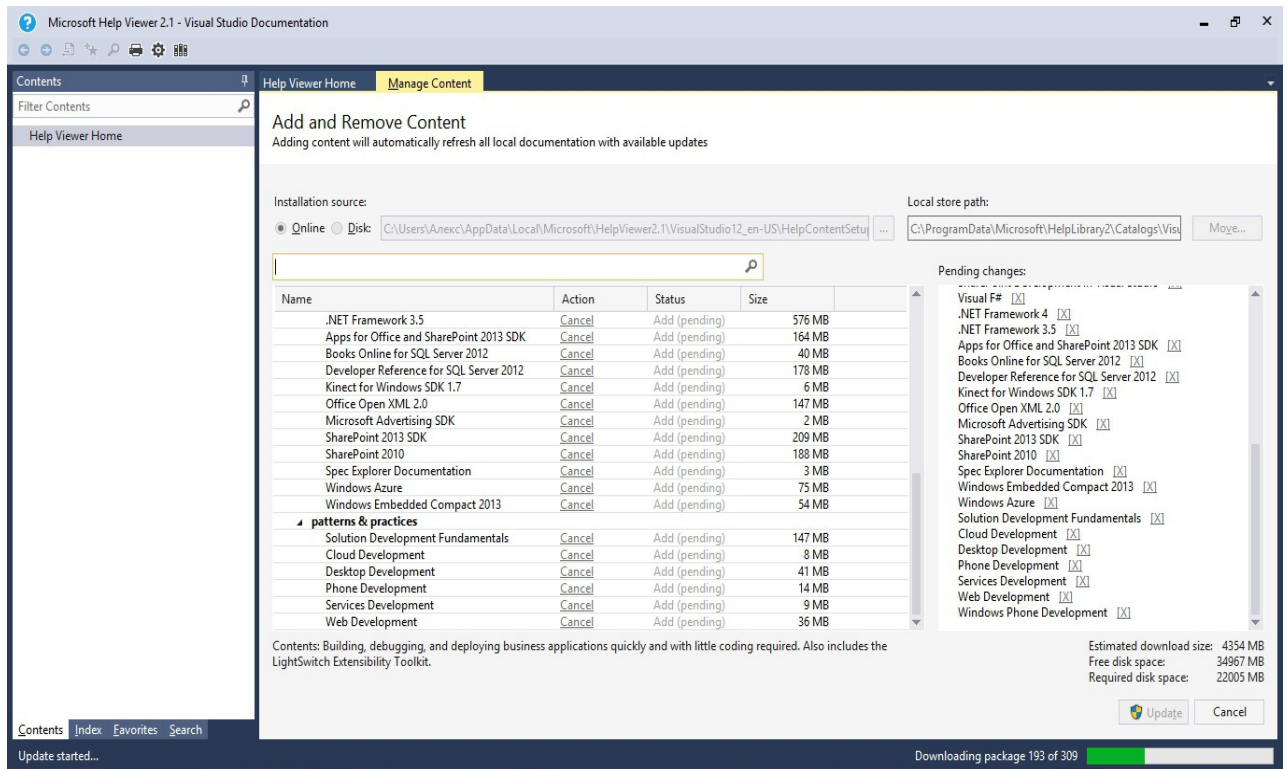 Microsoft Help Viewer 2.1 - Visual Studio Documentation
Contents
Filter Contents
Help Viewer Home
Help Viewer Home Manage Content
Add and Remove Content
Adding content will automatically refresh all local documentation with available updates
Installation source:
Online Disk: C:\Users\Алекс\AppData\Local\Microsoft\HelpViewer2.1\VisualStudio12_en-US\HelpContentSetup ...
Local store path:
C:\ProgramData\Microsoft\HelpLibrary2\Catalogs\Visu Move...
Name Action Status Size
.NET Framework 3.5 Cancel Add (pending) 576 MB
Apps for Office and SharePoint 2013 SDK Cancel Add (pending) 164 MB
Books Online for SQL Server 2012 Cancel Add (pending) 40 MB
Developer Reference for SQL Server 2012 Cancel Add (pending) 178 MB
Kinect for Windows SDK 1.7 Cancel Add (pending) 6 MB
Office Open XML 2.0 Cancel Add (pending) 147 MB
Microsoft Advertising SDK Cancel Add (pending) 2 MB
SharePoint 2013 SDK Cancel Add (pending) 209 MB
SharePoint 2010 Cancel Add (pending) 188 MB
Spec Explorer Documentation Cancel Add (pending) 3 MB
Windows Azure Cancel Add (pending) 75 MB
Windows Embedded Compact 2013 Cancel Add (pending) 54 MB
patterns & practices
Solution Development Fundamentals Cancel Add (pending) 147 MB
Cloud Development Cancel Add (pending) 8 MB
Desktop Development Cancel Add (pending) 41 MB
Phone Development Cancel Add (pending) 14 MB
Services Development Cancel Add (pending) 9 MB
Web Development Cancel Add (pending) 36 MB
Pending changes:
Visual F# [X]
.NET Framework 4 [X]
.NET Framework 3.5 [X]
Apps for Office and SharePoint 2013 SDK [X]
Books Online for SQL Server 2012 [X]
Developer Reference for SQL Server 2012 [X]
Kinect for Windows SDK 1.7 [X]
Office Open XML 2.0 [X]
Microsoft Advertising SDK [X]
SharePoint 2013 SDK [X]
SharePoint 2010 [X]
Spec Explorer Documentation [X]
Windows Embedded Compact 2013 [X]
Windows Azure [X]
Solution Development Fundamentals [X]
Cloud Development [X]
Desktop Development [X]
Phone Development [X]
Services Development [X]
Web Development [X]
Windows Phone Development [X]
Contents: Building, debugging, and deploying business applications quickly and with little coding required. Also includes the
LightSwitch Extensibility Toolkit.
Estimated download size: 4354 MB
Free disk space: 34967 MB
Required disk space: 22005 MB
Update Cancel
Contents Index Favorites Search
Update started...
Downloading package 193 of 309